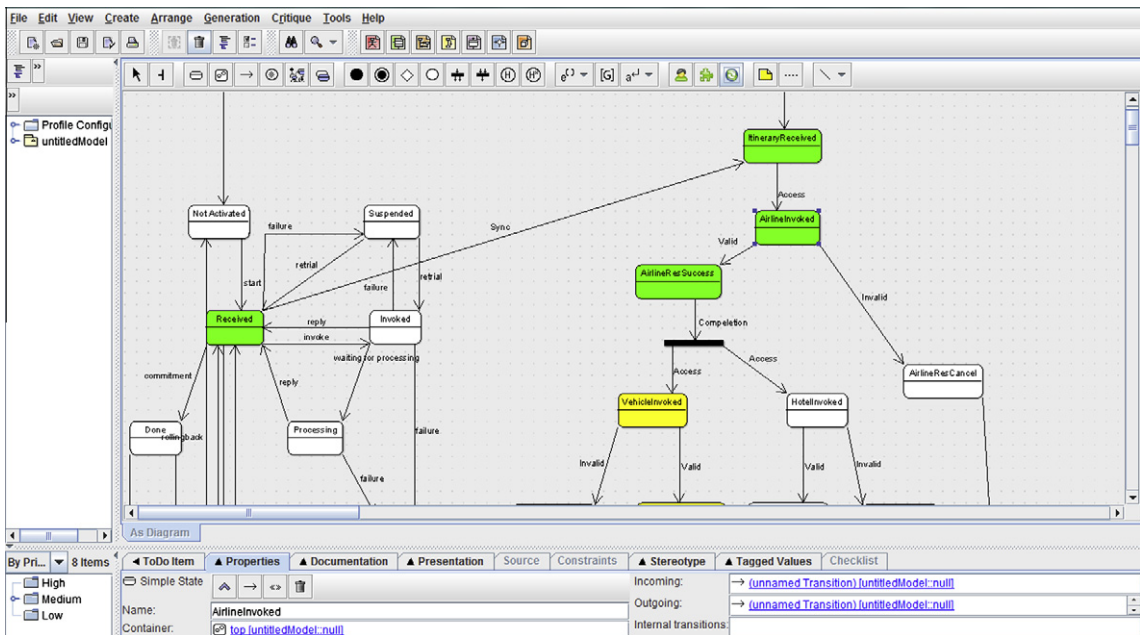 File Edit View Create Arrange Generation Critique Tools Help
Profile Configu
untitledModel
ItineraryReceived
Access
NotActivated
Suspended
AirlineInvoked
failure
Sync
Valid
retrial
AirlineResSuccess
start
failure
retrial
Invalid
Received
reply
Invoked
Compeletion
invoke
waiting for processing
Access
Access
commitment
reply
AirlineResCancel
VehicleInvoked
HotelInvoked
Done
rollingback
Processing
failure
failure
Invalid
Valid
Valid
Invalid
As Diagram
By Pri... 8 Items
High
Medium
Low
ToDo Item Properties Documentation Presentation Source Constraints Stereotype Tagged Values Checklist
Simple State
Name: AirlineInvoked
Container: top [untitledModel::null]
Incoming: (unnamed Transition) [untitledModel::null]
Outgoing: (unnamed Transition) [untitledModel::null]
Internal transitions: